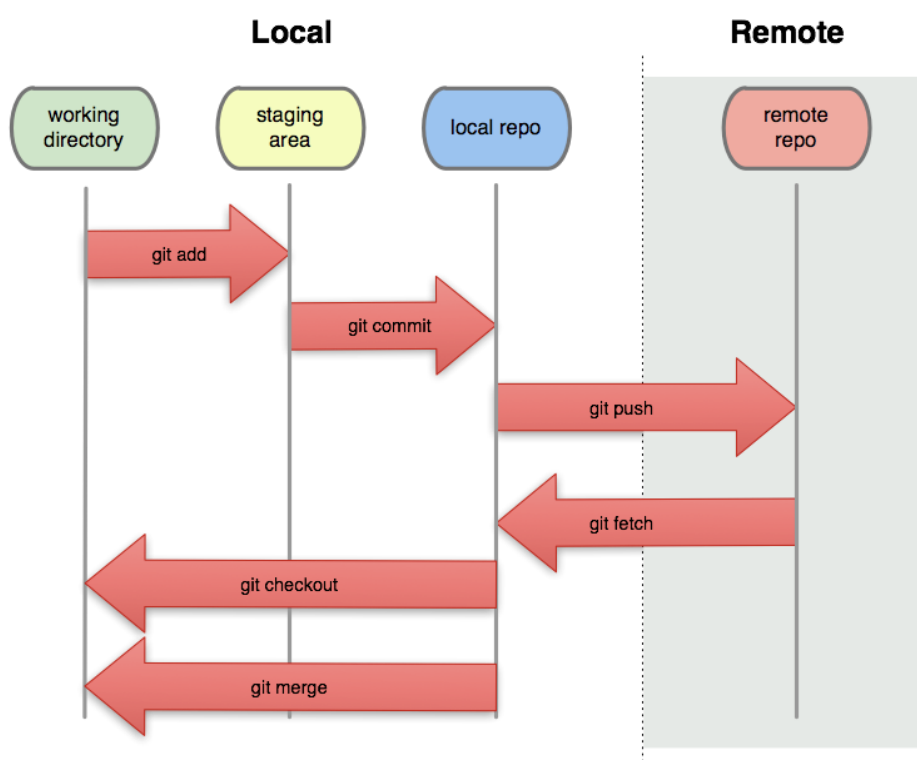 Local
Remote
working
directory
staging
area
local repo
remote
repo
git add
git commit
git push
git fetch
git checkout
git merge